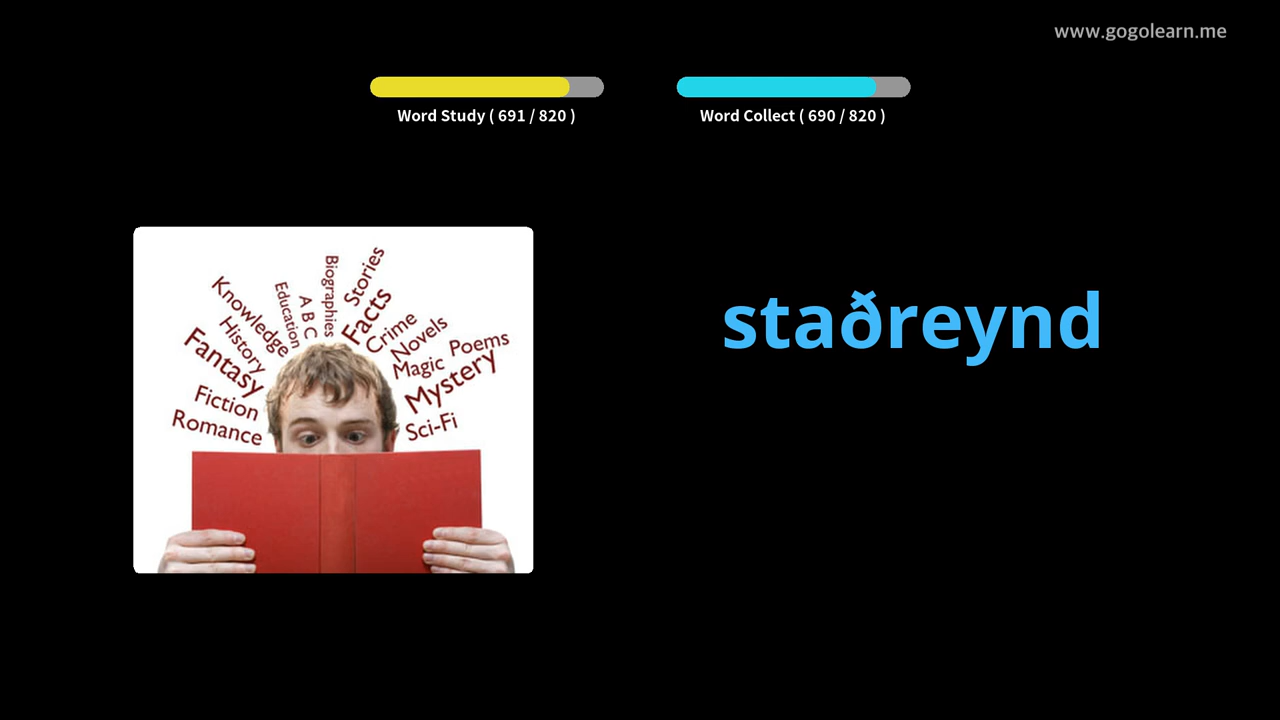 www.gogolearn.me
Word Study ( 691 / 820 )
Word Collect ( 690 / 820 )
staðreynd
Romance
Fiction
Fantasy
History
Knowledge
Education
A B C
Biographies
Stories
Facts
Crime
Novels
Magic
Poems
Mystery
Sci-Fi